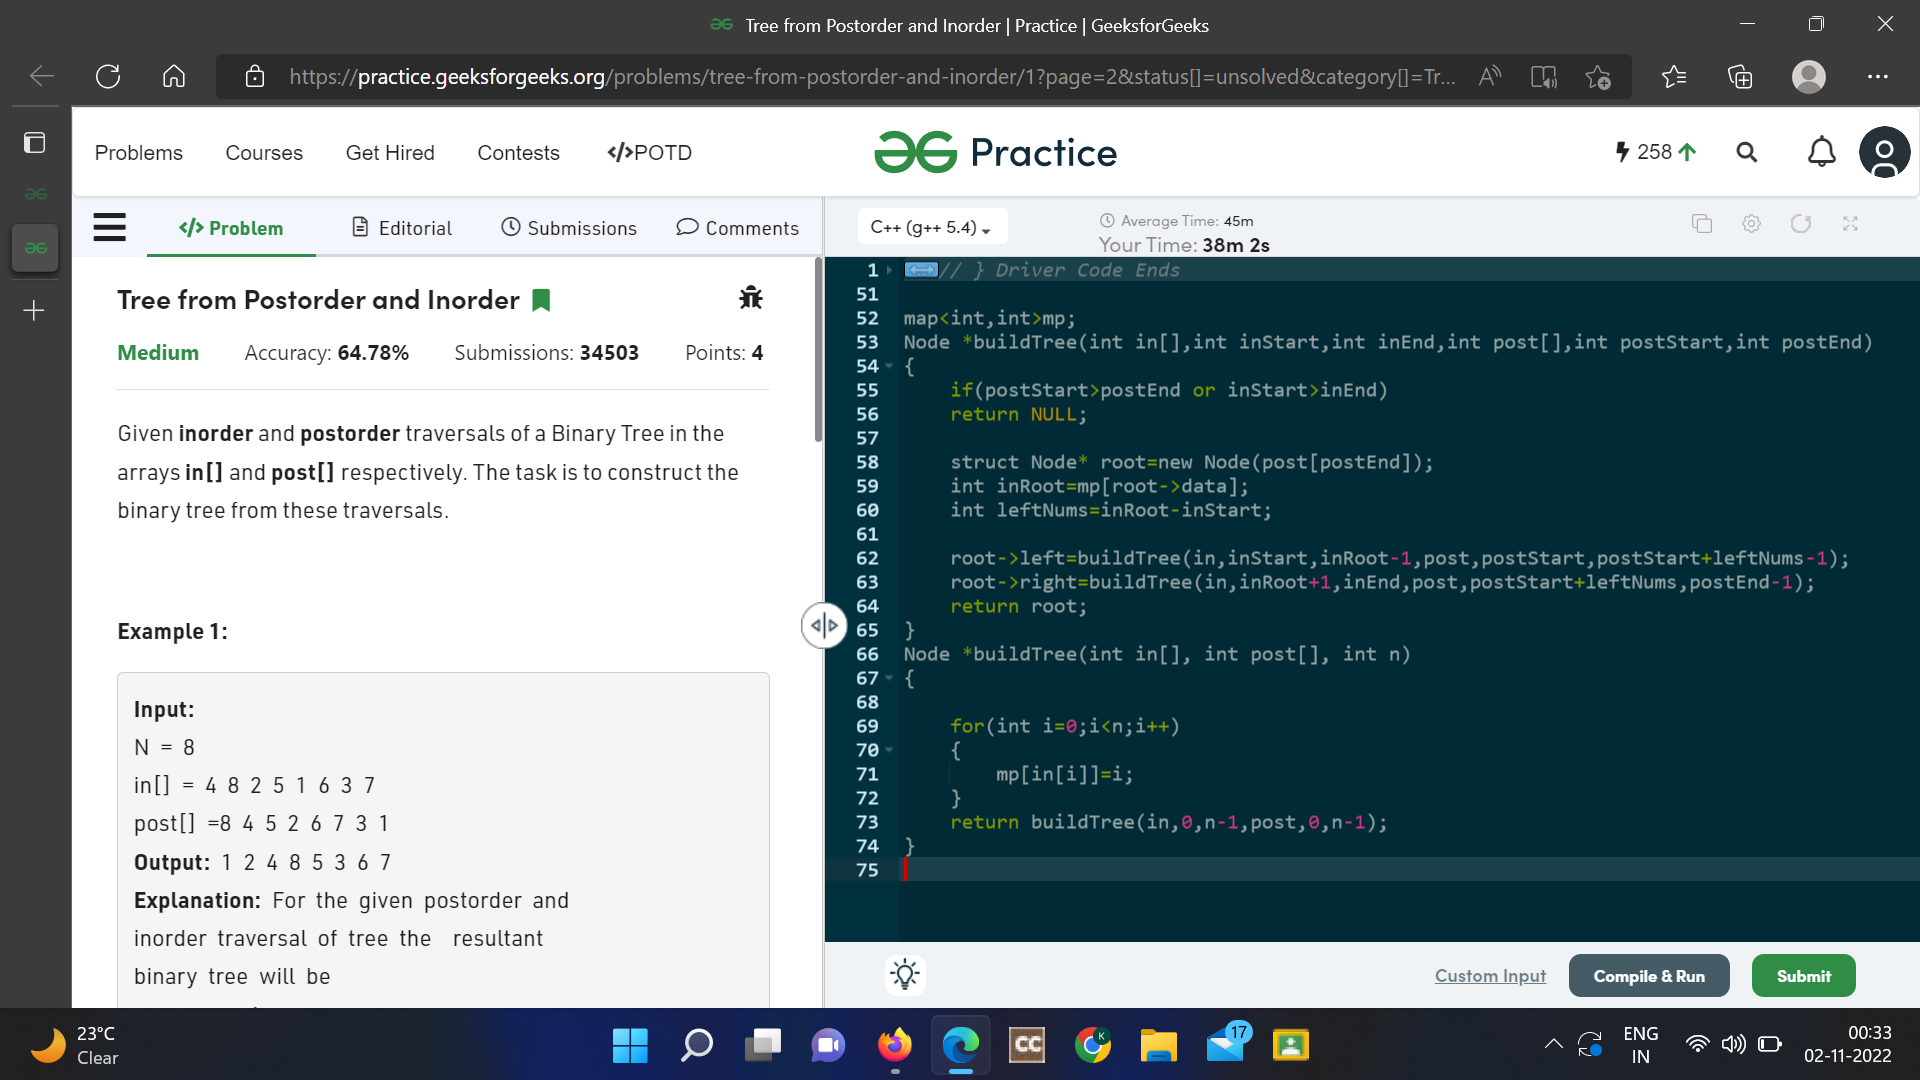 Tree from Postorder and Inorder | Practice | GeeksforGeeks
https://practice.geeksforgeeks.org/problems/tree-from-postorder-and-inorder/1?page=2&status[]=unsolved&category[]=Tr...
Problems Courses Get Hired Contests </>POTD
Practice
258
</> Problem Editorial Submissions Comments
C++ (g++ 5.4)
Average Time: 45m
Your Time: 38m 2s
Tree from Postorder and Inorder
Medium Accuracy: 64.78% Submissions: 34503 Points: 4
Given inorder and postorder traversals of a Binary Tree in the
arrays in[] and post[] respectively. The task is to construct the
binary tree from these traversals.
Example 1:
Input:
N = 8
in[] = 4 8 2 5 1 6 3 7
post[] =8 4 5 2 6 7 3 1
Output: 1 2 4 8 5 3 6 7
Explanation: For the given postorder and
inorder traversal of tree the resultant
binary tree will be
1 // } Driver Code Ends
51
52 map<int,int>mp;
53 Node *buildTree(int in[],int inStart,int inEnd,int post[],int postStart,int postEnd)
54 {
55 if(postStart>postEnd or inStart>inEnd)
56 return NULL;
57
58 struct Node* root=new Node(post[postEnd]);
59 int inRoot=mp[root->data];
60 int leftNums=inRoot-inStart;
61
62 root->left=buildTree(in,inStart,inRoot-1,post,postStart,postStart+leftNums-1);
63 root->right=buildTree(in,inRoot+1,inEnd,post,postStart+leftNums,postEnd-1);
64 return root;
65 }
66 Node *buildTree(int in[], int post[], int n)
67 {
68
69 for(int i=0;i<n;i++)
70 {
71 mp[in[i]]=i;
72 }
73 return buildTree(in,0,n-1,post,0,n-1);
74 }
75
Custom Input Compile & Run Submit
23°C
Clear
CC
K
17
ENG
IN
00:33
02-11-2022